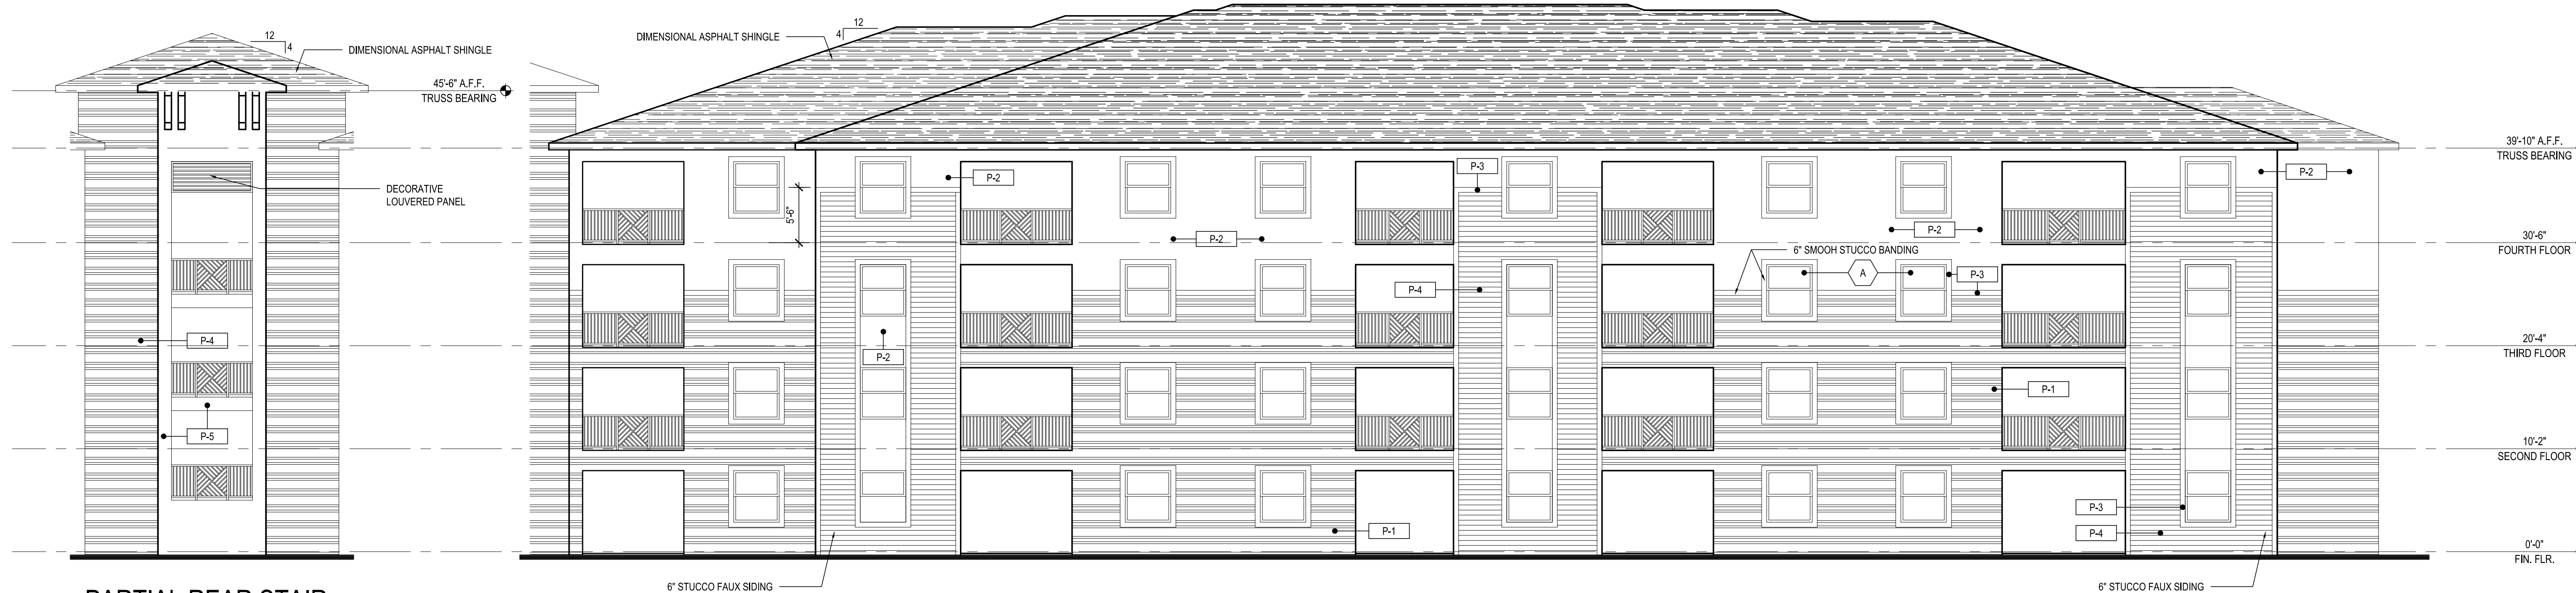 12
4
DIMENSIONAL ASPHALT SHINGLE
45'-6" A.F.F.
TRUSS BEARING
DECORATIVE
LOUVERED PANEL
P-4
P-5
12
4
DIMENSIONAL ASPHALT SHINGLE
39'-10" A.F.F.
TRUSS BEARING
P-2
P-3
P-2
5'-6"
P-2
P-2
30'-6"
FOURTH FLOOR
6" SMOOH STUCCO BANDING
A
P-3
P-4
20'-4"
THIRD FLOOR
P-2
P-1
10'-2"
SECOND FLOOR
P-3
P-1
P-4
0'-0"
FIN. FLR.
6" STUCCO FAUX SIDING
6" STUCCO FAUX SIDING
PARTIAL REAR STAIR